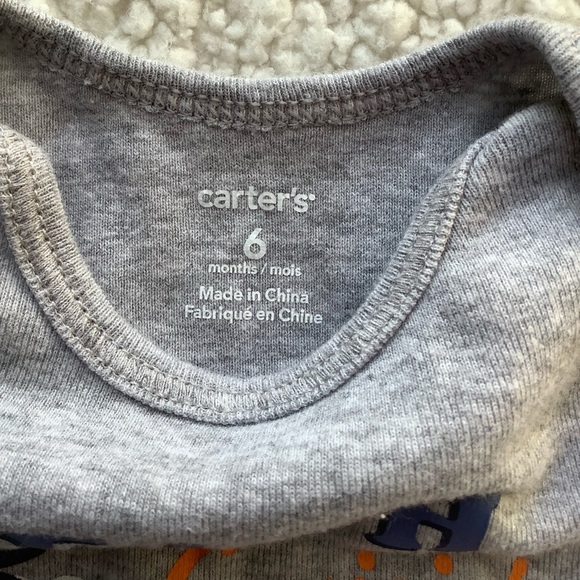 carter's
6
months / mois
Made in China
Fabriqué en Chine
H